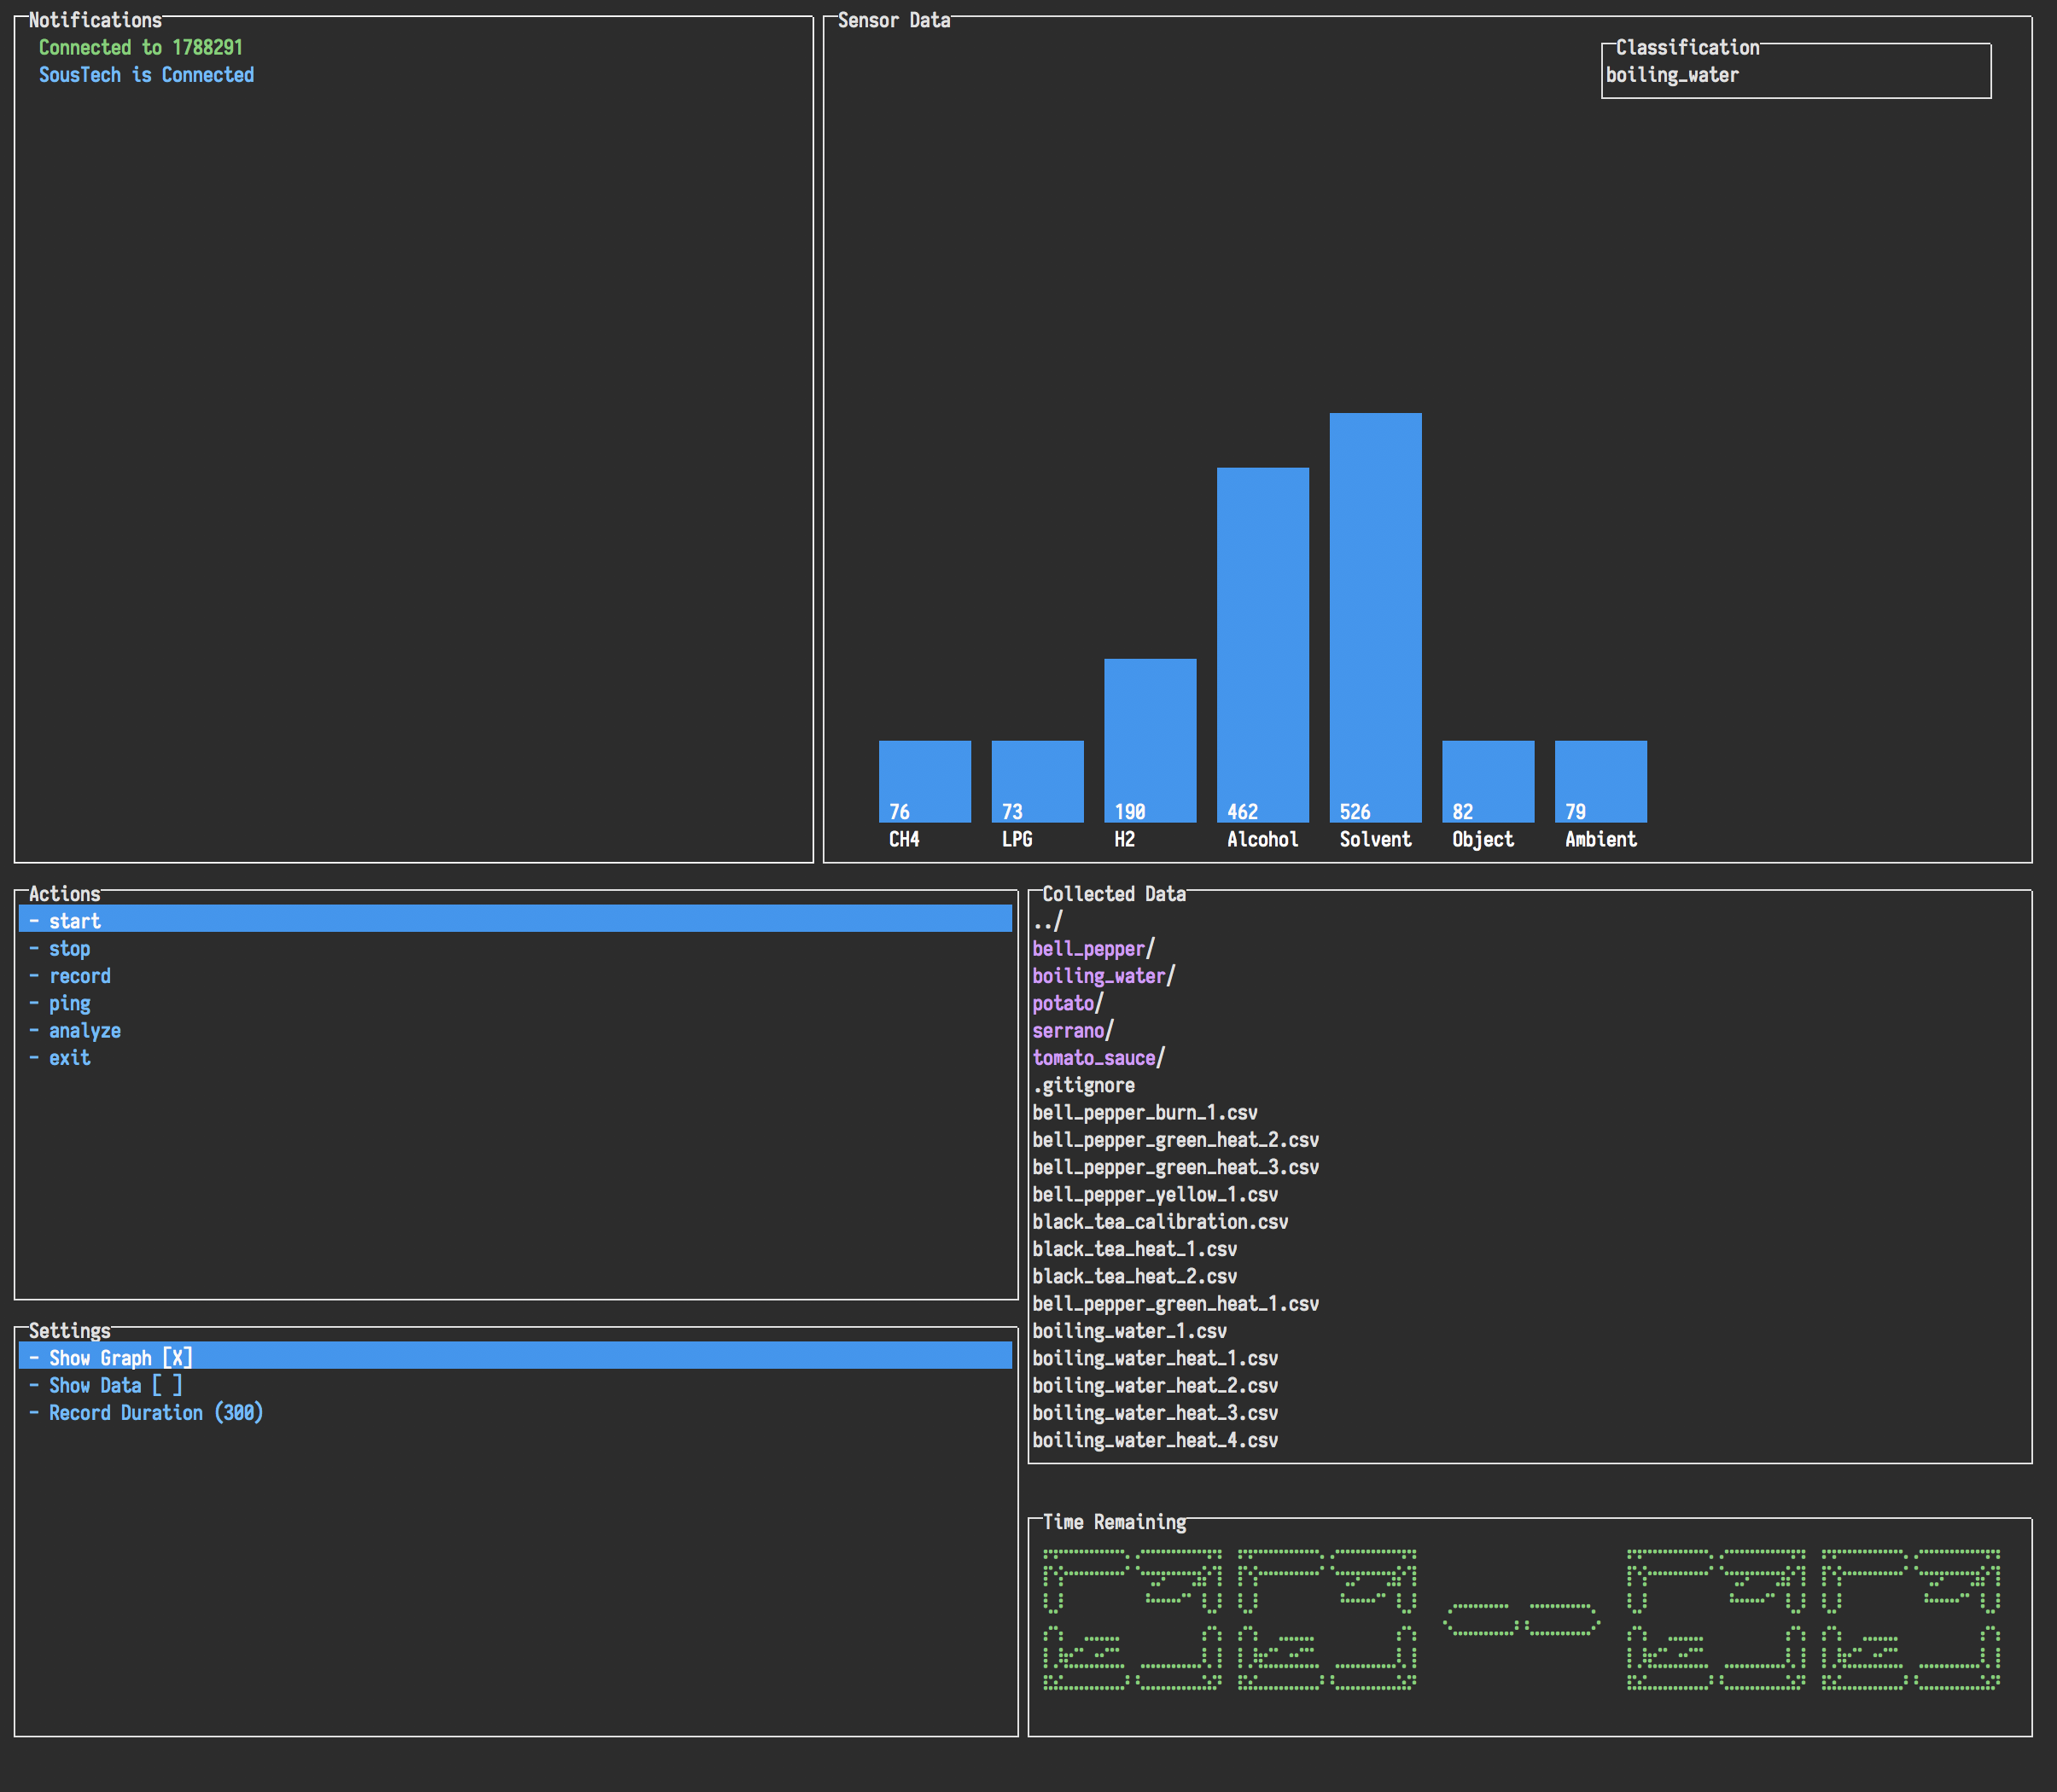 Notifications
Connected to 1788291
SousTech is Connected
Sensor Data
Classification
boiling_water
76
73
190
462
526
82
79
CH4
LPG
H2
Alcohol
Solvent
Object
Ambient
Actions
- start
- stop
- record
- ping
- analyze
- exit
Settings
- Show Graph [X]
- Show Data [ ]
- Record Duration (300)
Collected Data
../
bell_pepper/
boiling_water/
potato/
serrano/
tomato_sauce/
.gitignore
bell_pepper_burn_1.csv
bell_pepper_green_heat_2.csv
bell_pepper_green_heat_3.csv
bell_pepper_yellow_1.csv
black_tea_calibration.csv
black_tea_heat_1.csv
black_tea_heat_2.csv
bell_pepper_green_heat_1.csv
boiling_water_1.csv
boiling_water_heat_1.csv
boiling_water_heat_2.csv
boiling_water_heat_3.csv
boiling_water_heat_4.csv
Time Remaining